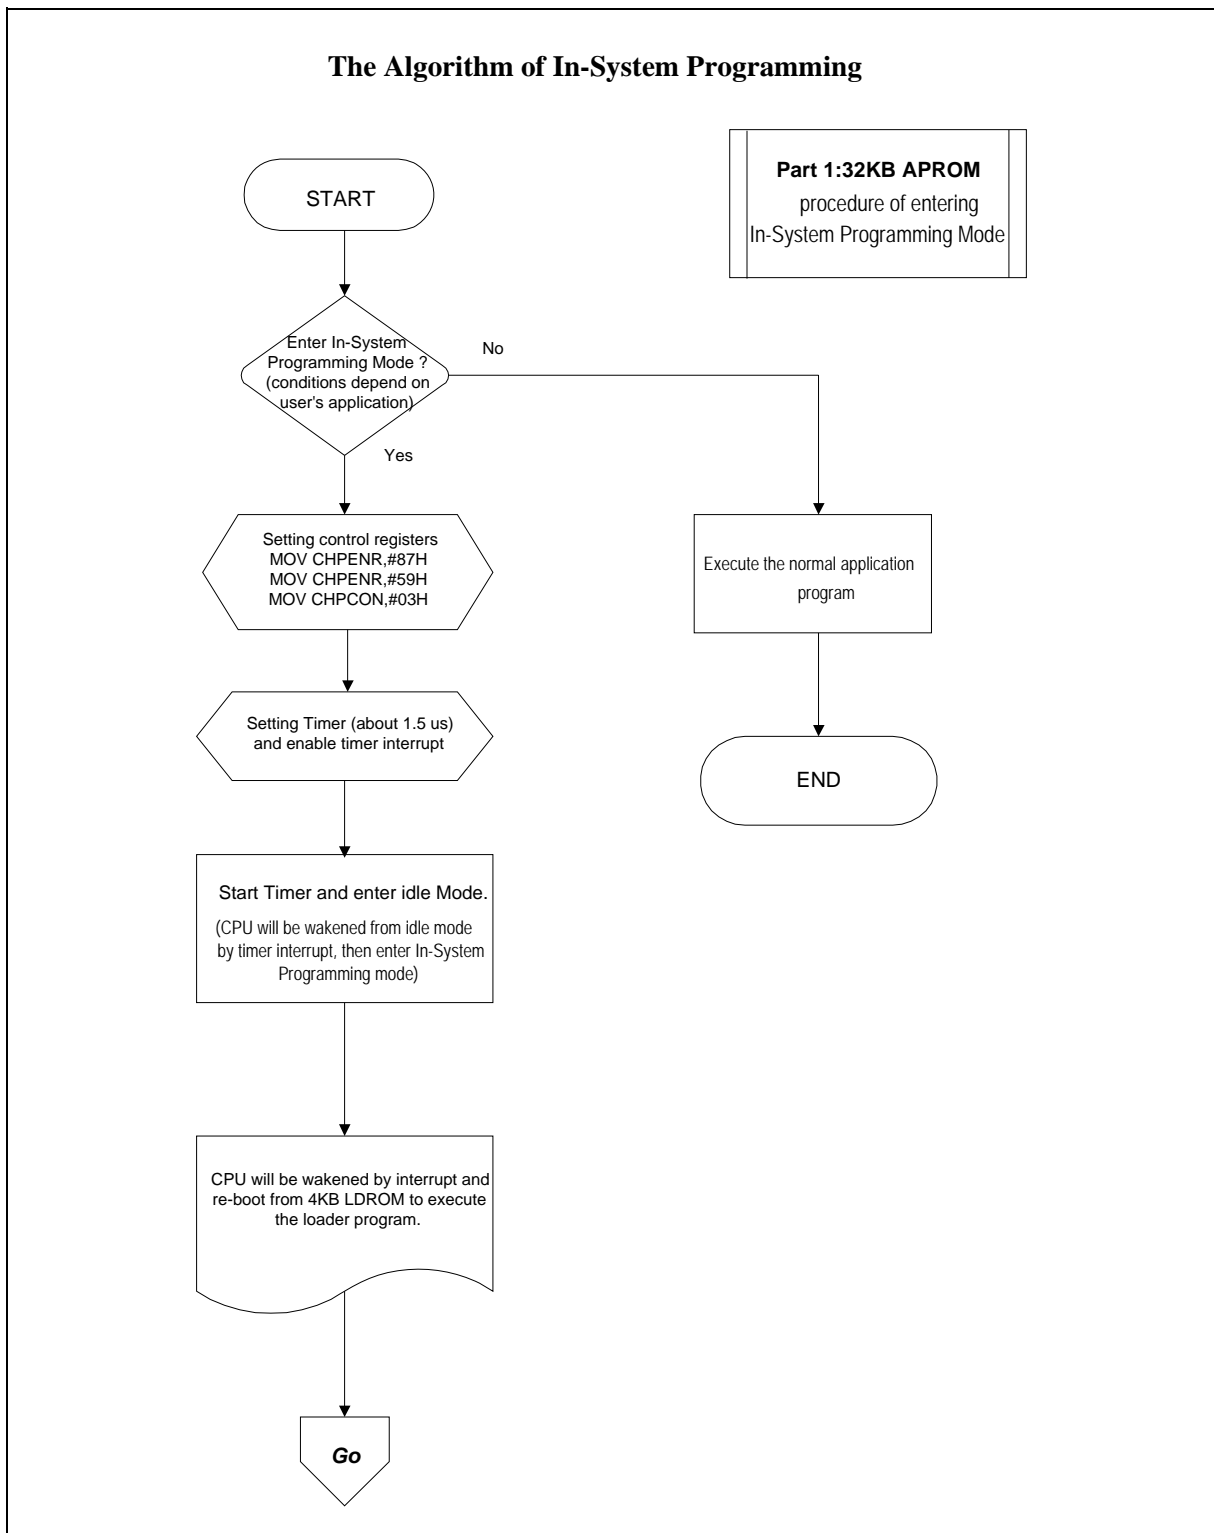 The Algorithm of In-System Programming
Part 1:32KB APROM
procedure of entering
In-System Programming Mode
START
Enter In-System
Programming Mode ?
(conditions depend on
user's application)
No
Yes
Setting control registers
MOV CHPENR,#87H
MOV CHPENR,#59H
MOV CHPCON,#03H
Execute the normal application
program
Setting Timer (about 1.5 us)
and enable timer interrupt
END
Start Timer and enter idle Mode.
(CPU will be wakened from idle mode
by timer interrupt, then enter In-System
Programming mode)
CPU will be wakened by interrupt and
re-boot from 4KB LDROM to execute
the loader program.
Go